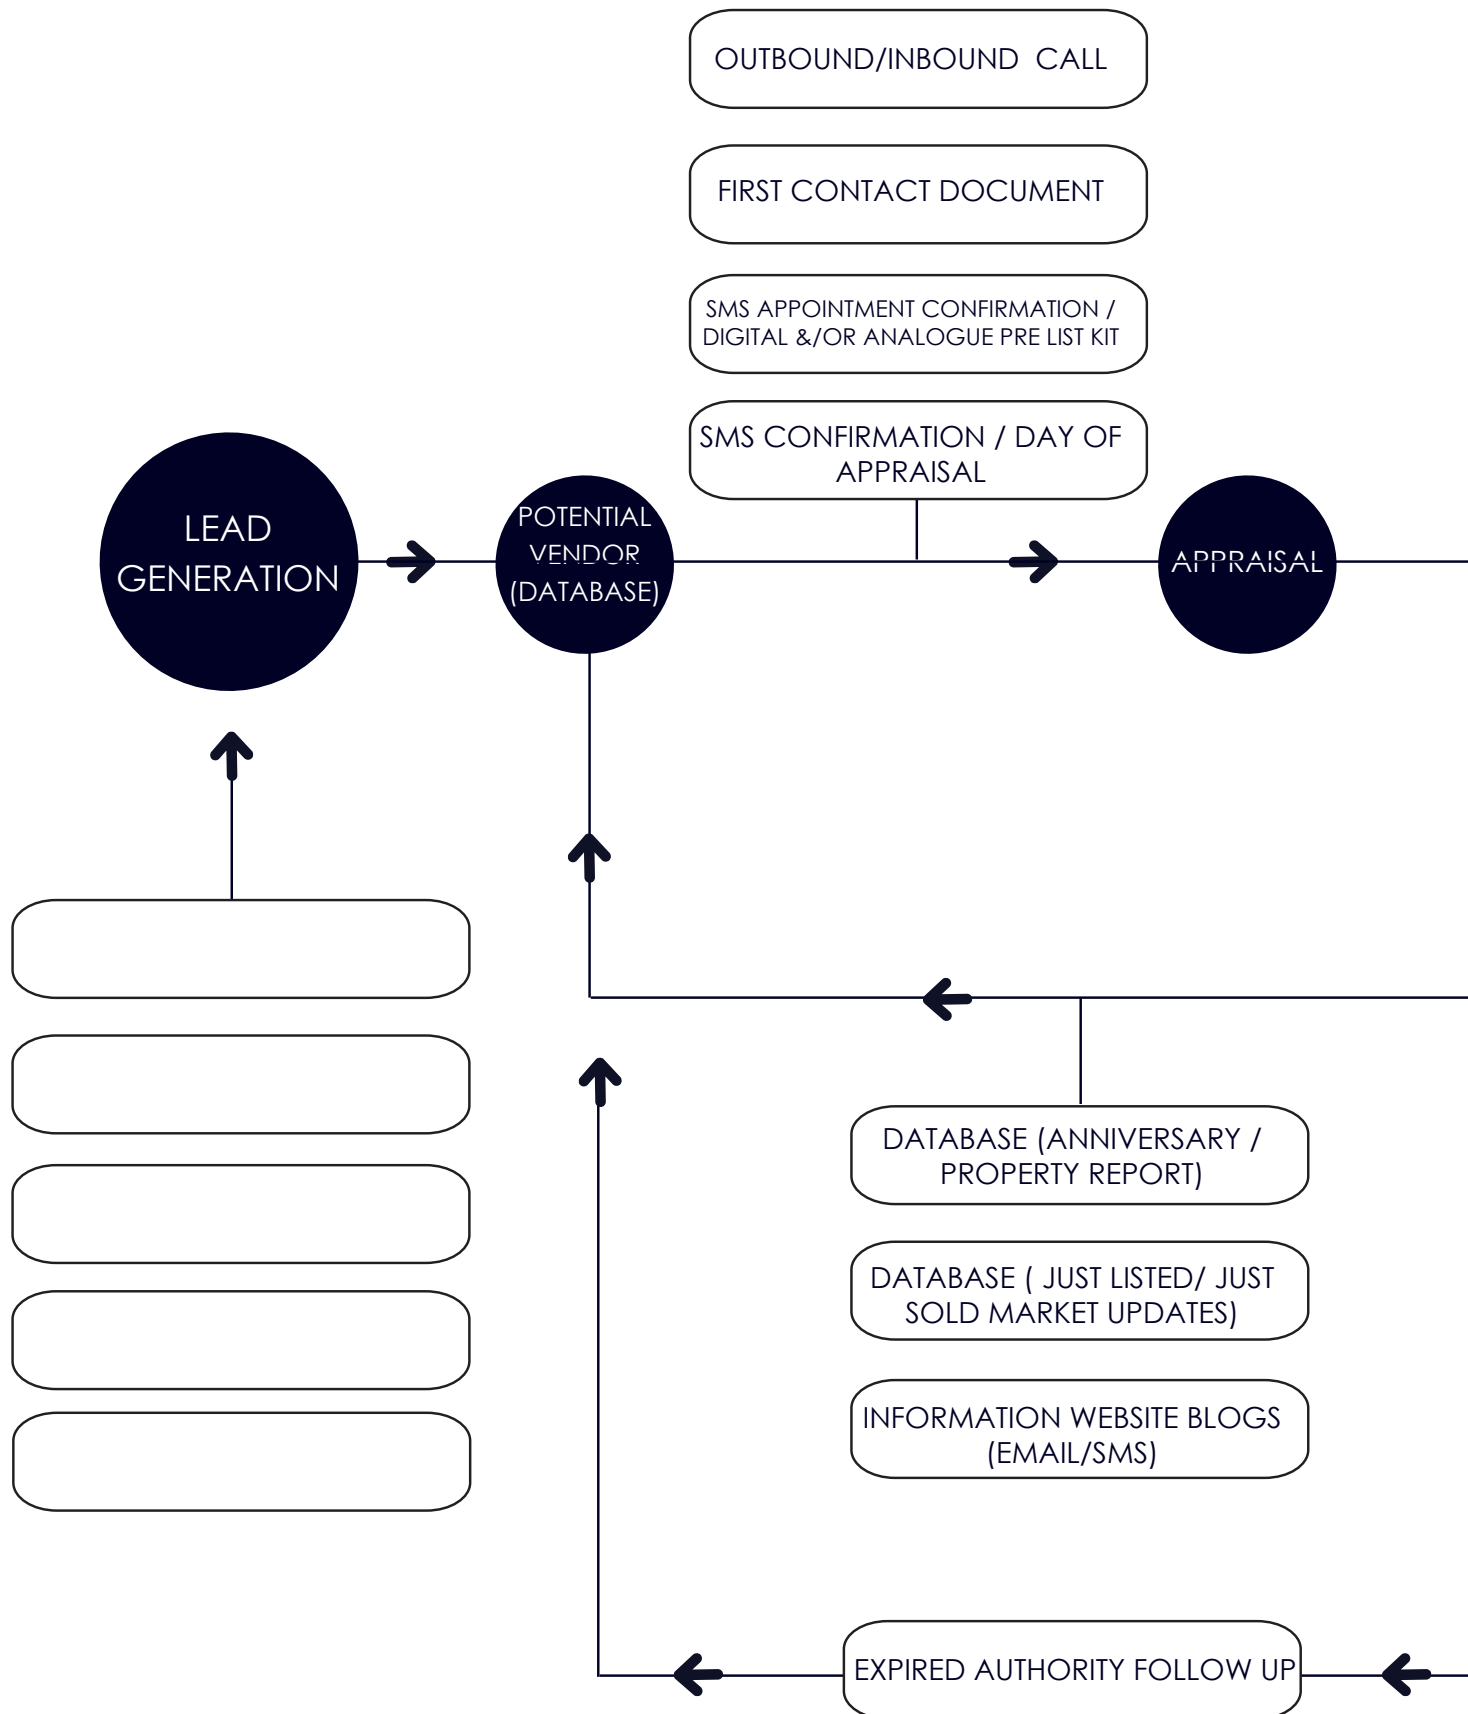 OUTBOUND/INBOUND CALL
FIRST CONTACT DOCUMENT
SMS APPOINTMENT CONFIRMATION /
DIGITAL &/OR ANALOGUE PRE LIST KIT
SMS CONFIRMATION / DAY OF
APPRAISAL
LEAD
GENERATION
POTENTIAL
VENDOR
(DATABASE)
APPRAISAL
DATABASE (ANNIVERSARY /
PROPERTY REPORT)
DATABASE ( JUST LISTED/ JUST
SOLD MARKET UPDATES)
INFORMATION WEBSITE BLOGS
(EMAIL/SMS)
EXPIRED AUTHORITY FOLLOW UP